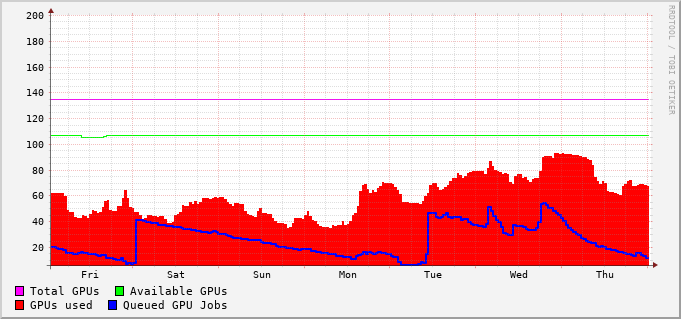 200
180
160
140
120
100
80
60
40
20
Fri Sat Sun Mon Tue Wed Thu
Total GPUs Available GPUs
GPUs used Queued GPU Jobs
RRDTOOL / TOBI OETIKER